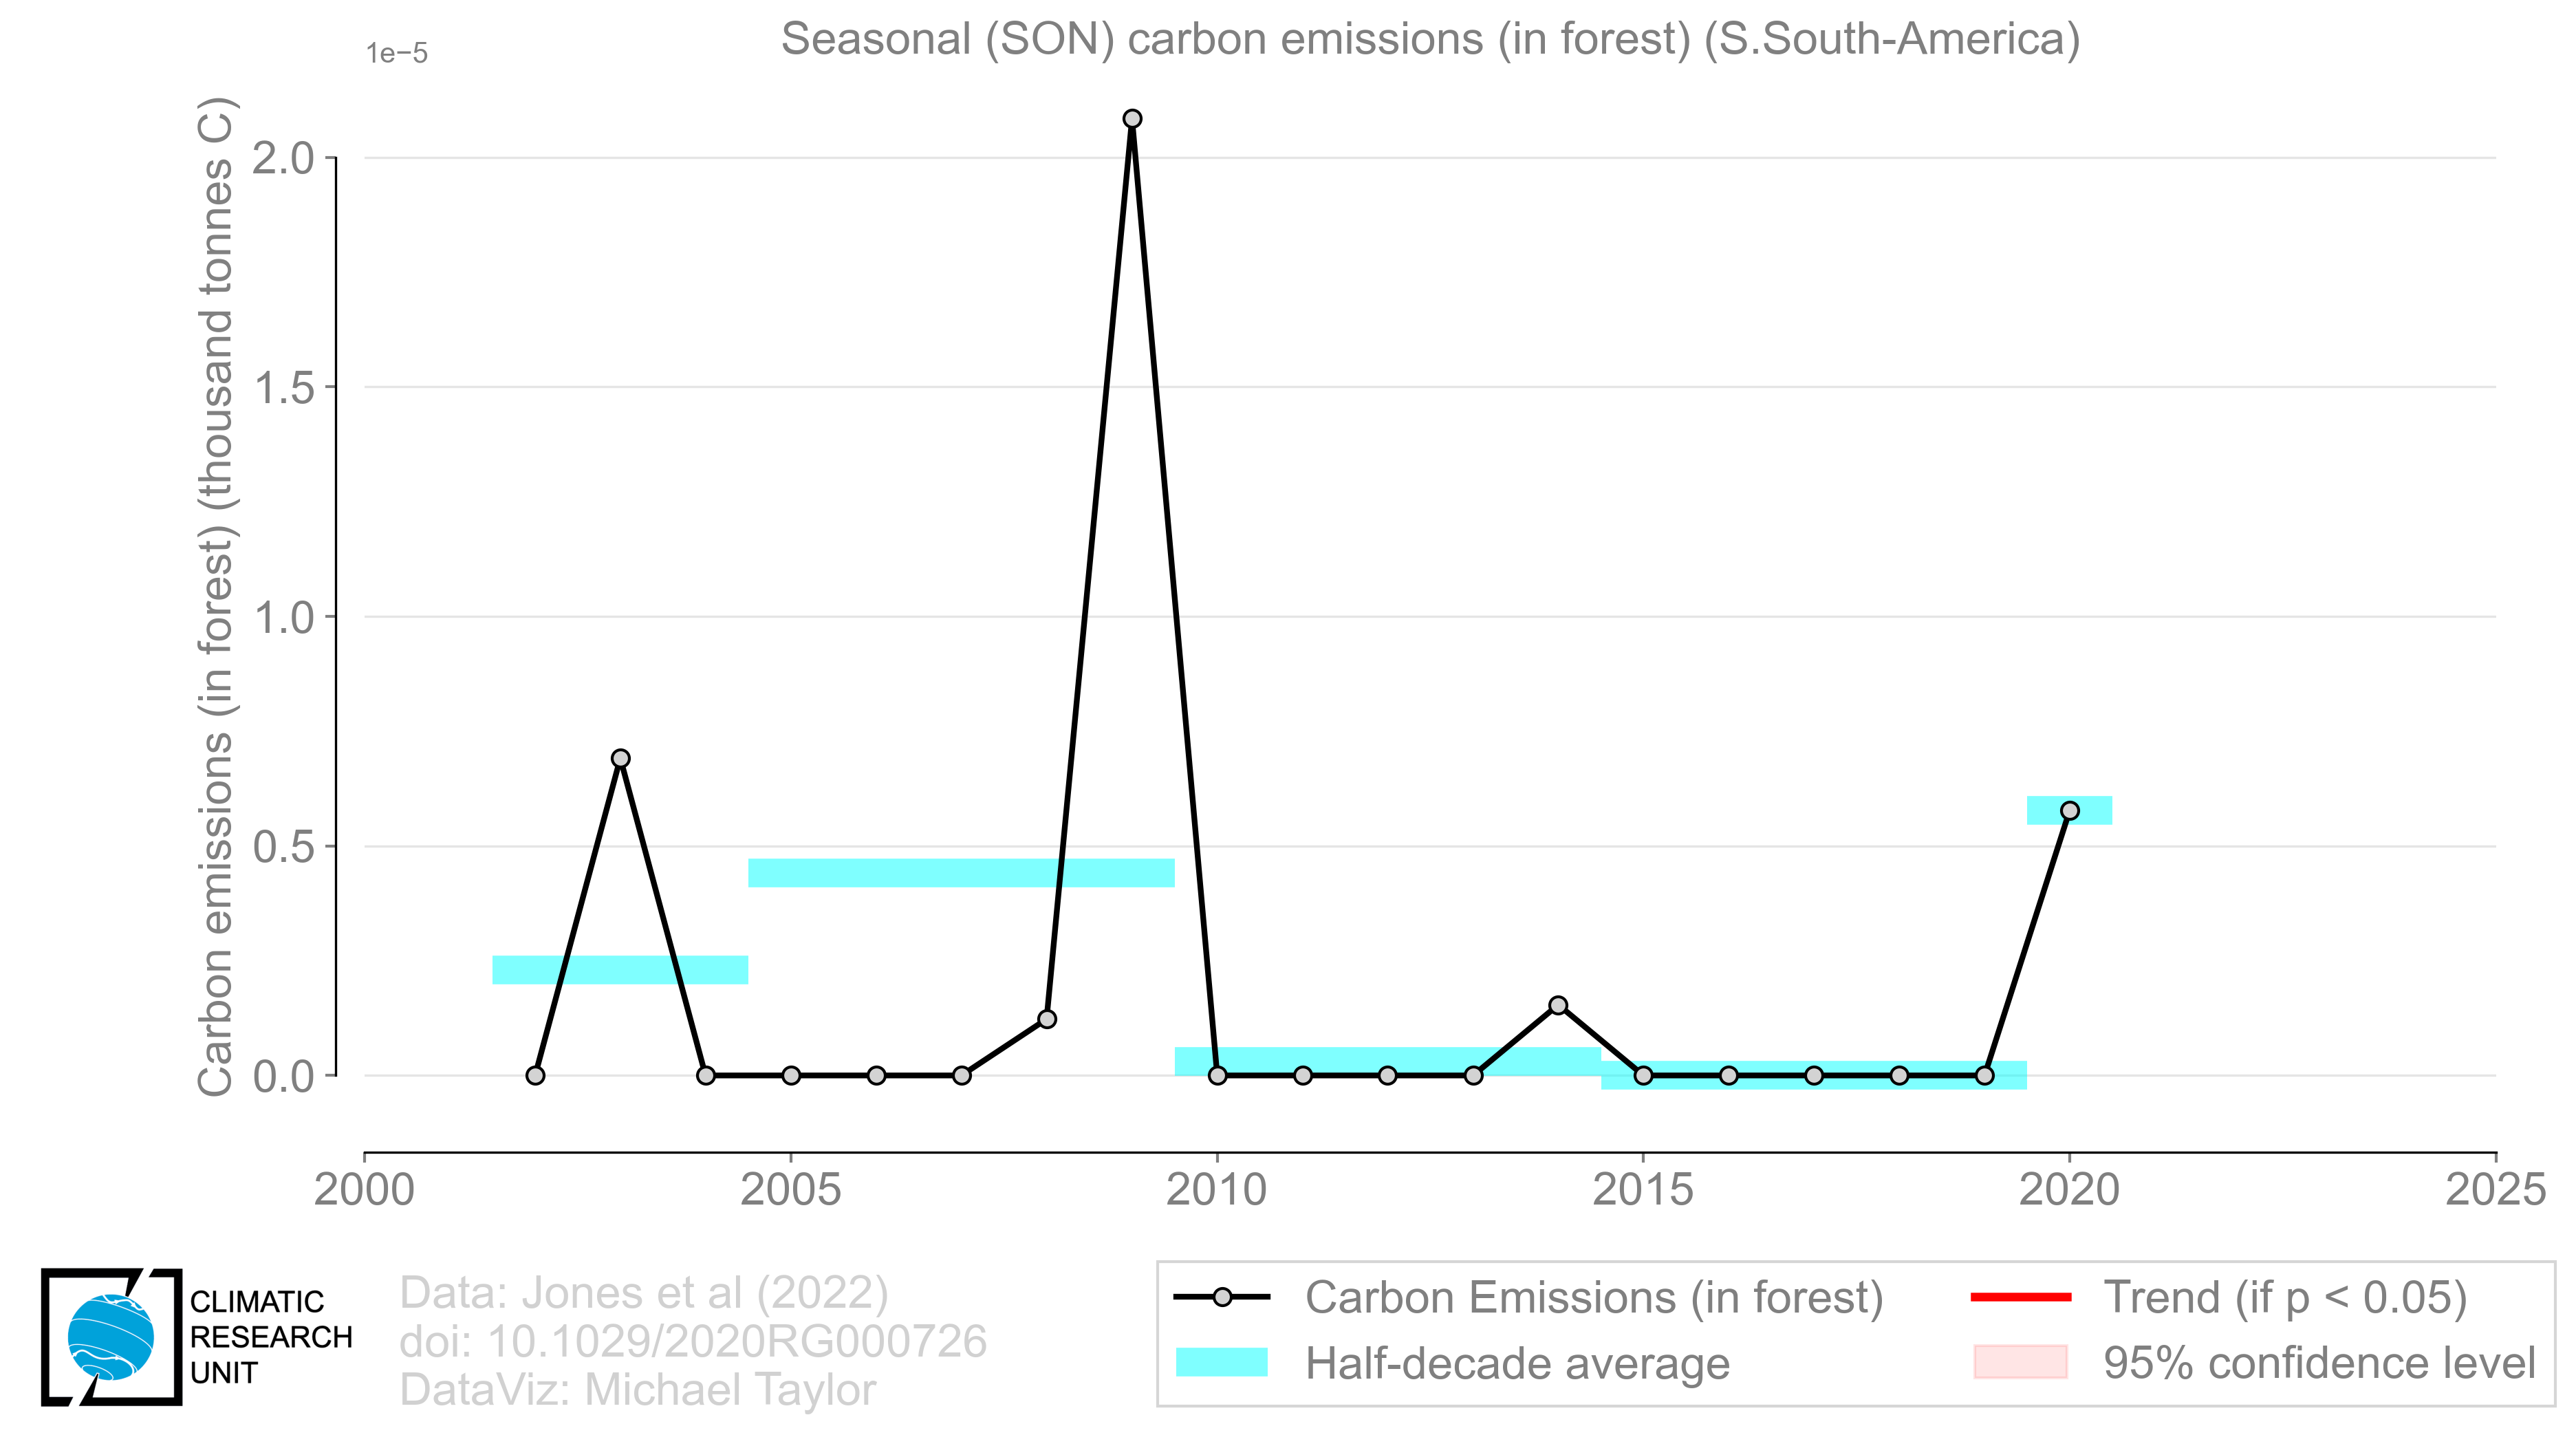 Seasonal (SON) carbon emissions (in forest) (S.South-America)
1e−5
Carbon emissions (in forest) (thousand tonnes C)
2.0
1.5
1.0
0.5
0.0
2000
2005
2010
2015
2020
2025
CLIMATIC
RESEARCH
UNIT
Data: Jones et al (2022)
doi: 10.1029/2020RG000726
DataViz: Michael Taylor
Carbon Emissions (in forest)
Half-decade average
Trend (if p < 0.05)
95% confidence level